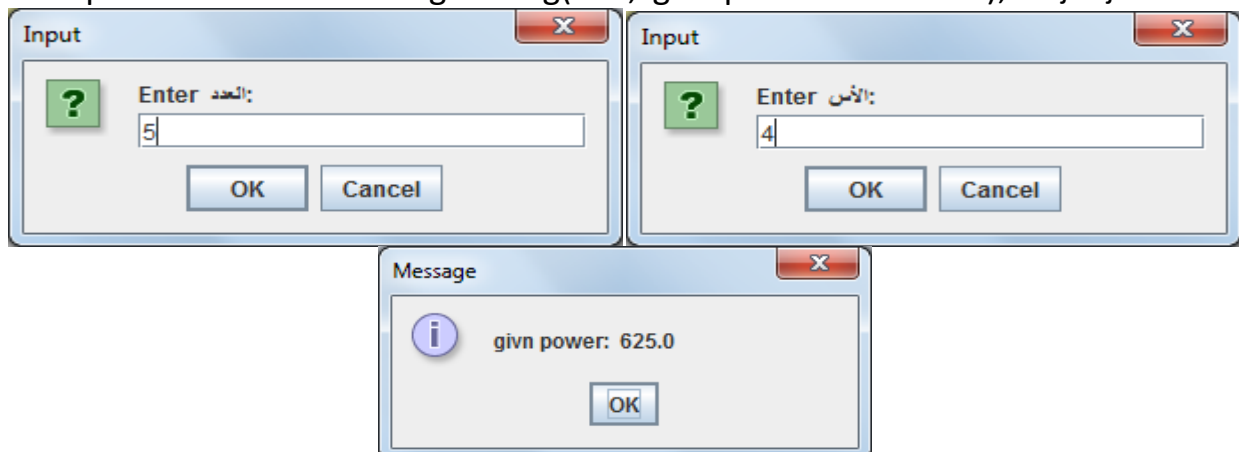 Input
Enter العدد:
5
OK Cancel
Input
Enter الأس:
4
OK Cancel
Message
givn power: 625.0
OK